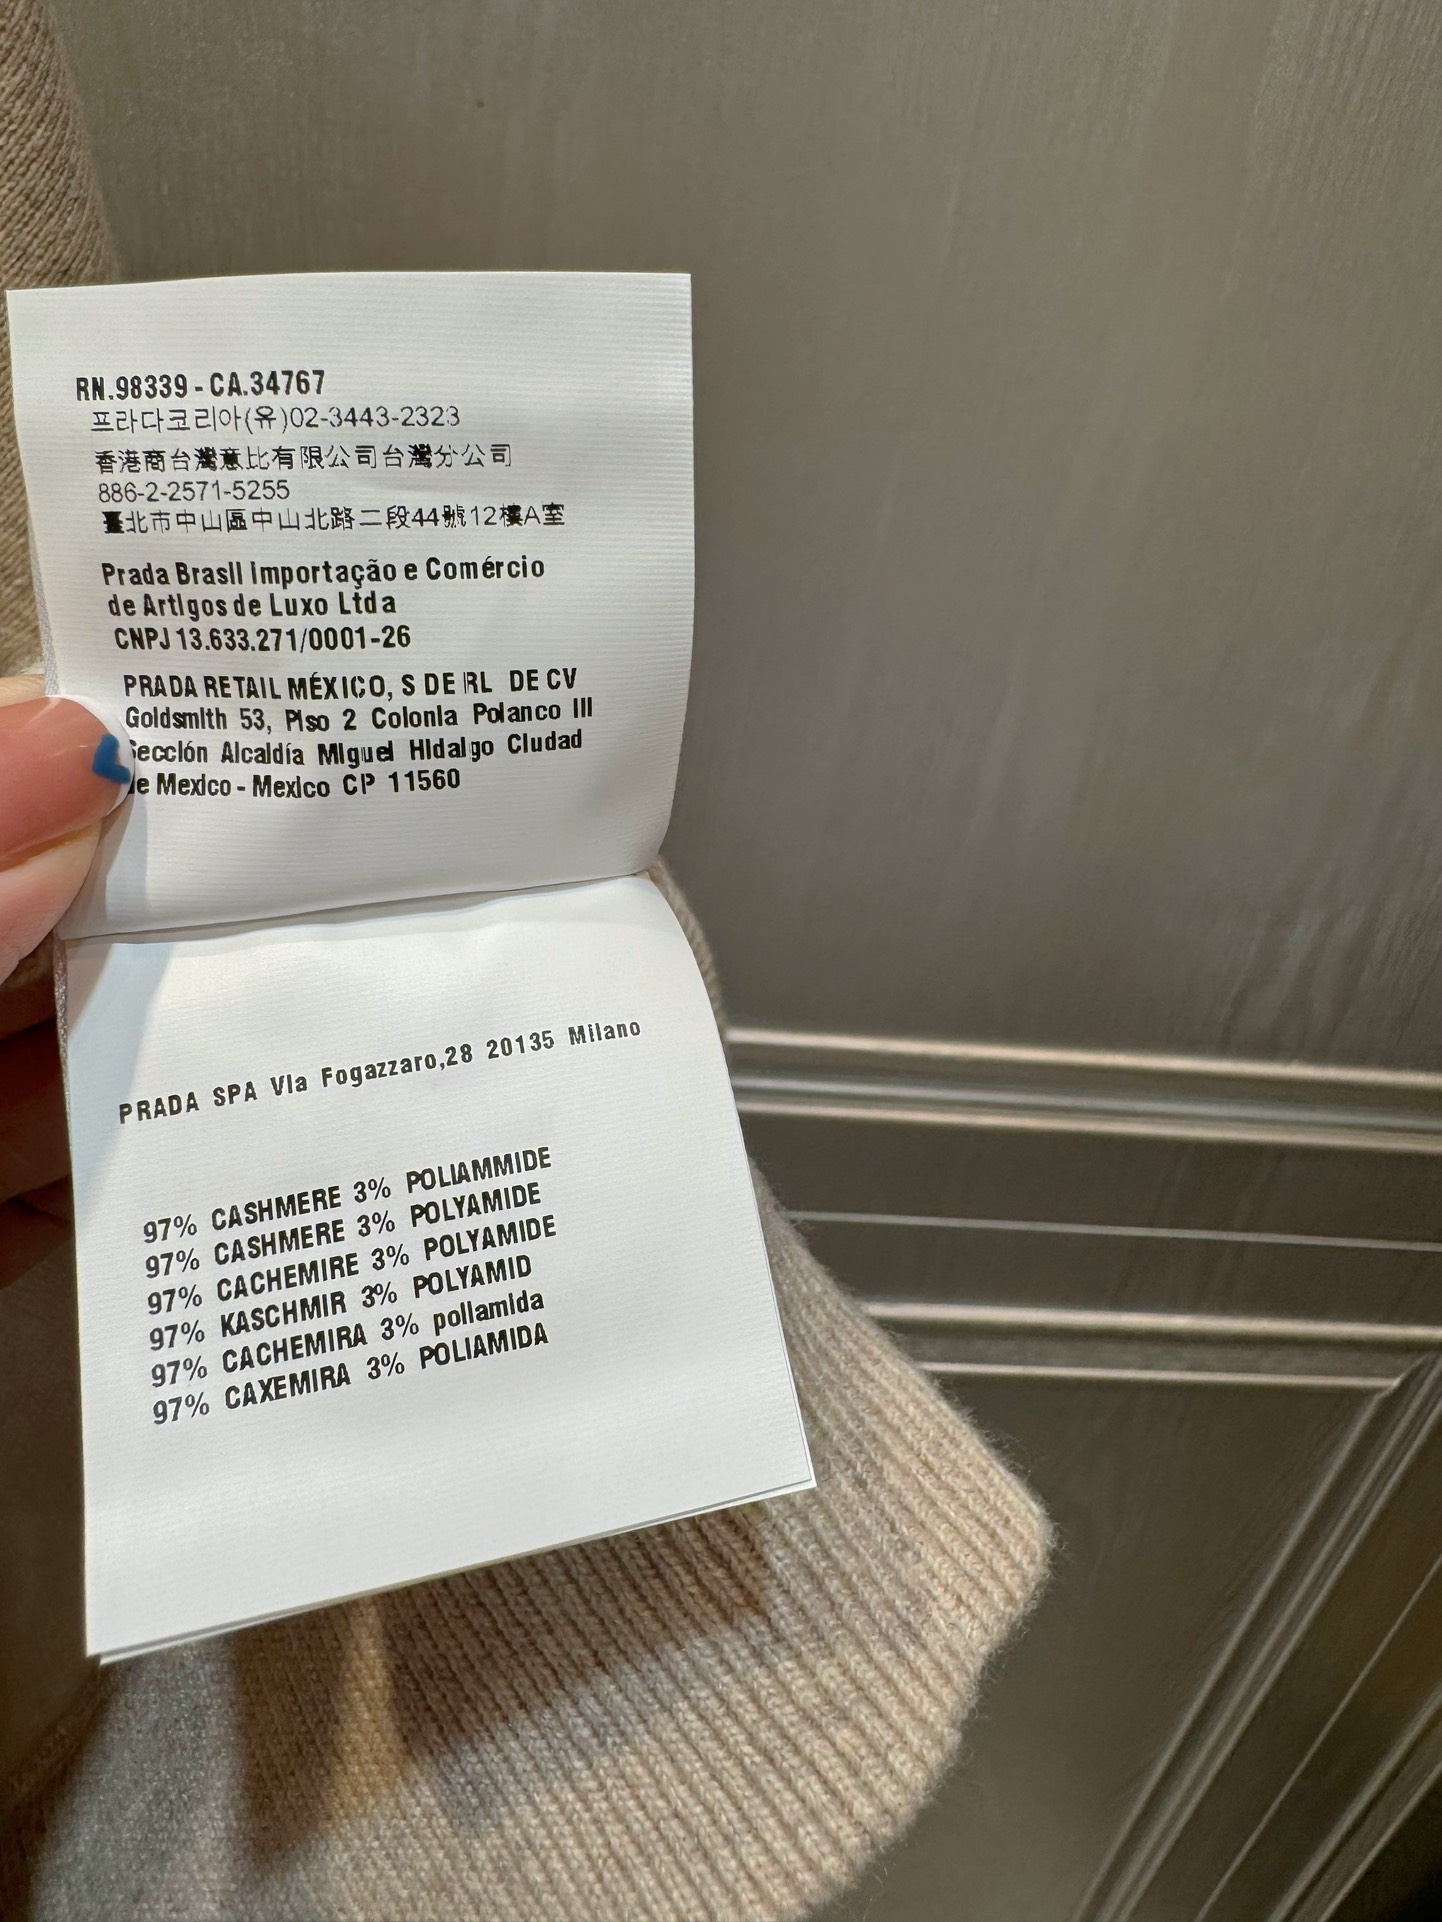 RN.98339 - CA.34767
프라다코리아(유)02-3443-2323
香港商台灣意比有限公司台灣分公司
886-2-2571-5255
臺北市中山區中山北路二段44號12樓A室
Prada Brasil Importação e Comércio
de Artigos de Luxo Ltda
CNPJ 13.633.271/0001-26
PRADA RETAIL MÉXICO, S DE RL DE CV
Goldsmith 53, Piso 2 Colonia Polanco III
Sección Alcaldía Miguel Hidalgo Ciudad
de Mexico - Mexico CP 11560
PRADA SPA Via Fogazzaro,28 20135 Milano
97% CASHMERE 3% POLIAMMIDE
97% CASHMERE 3% POLYAMIDE
97% CACHEMIRE 3% POLYAMIDE
97% KASCHMIR 3% POLYAMID
97% CACHEMIRA 3% poliamida
97% CAXEMIRA 3% POLIAMIDA